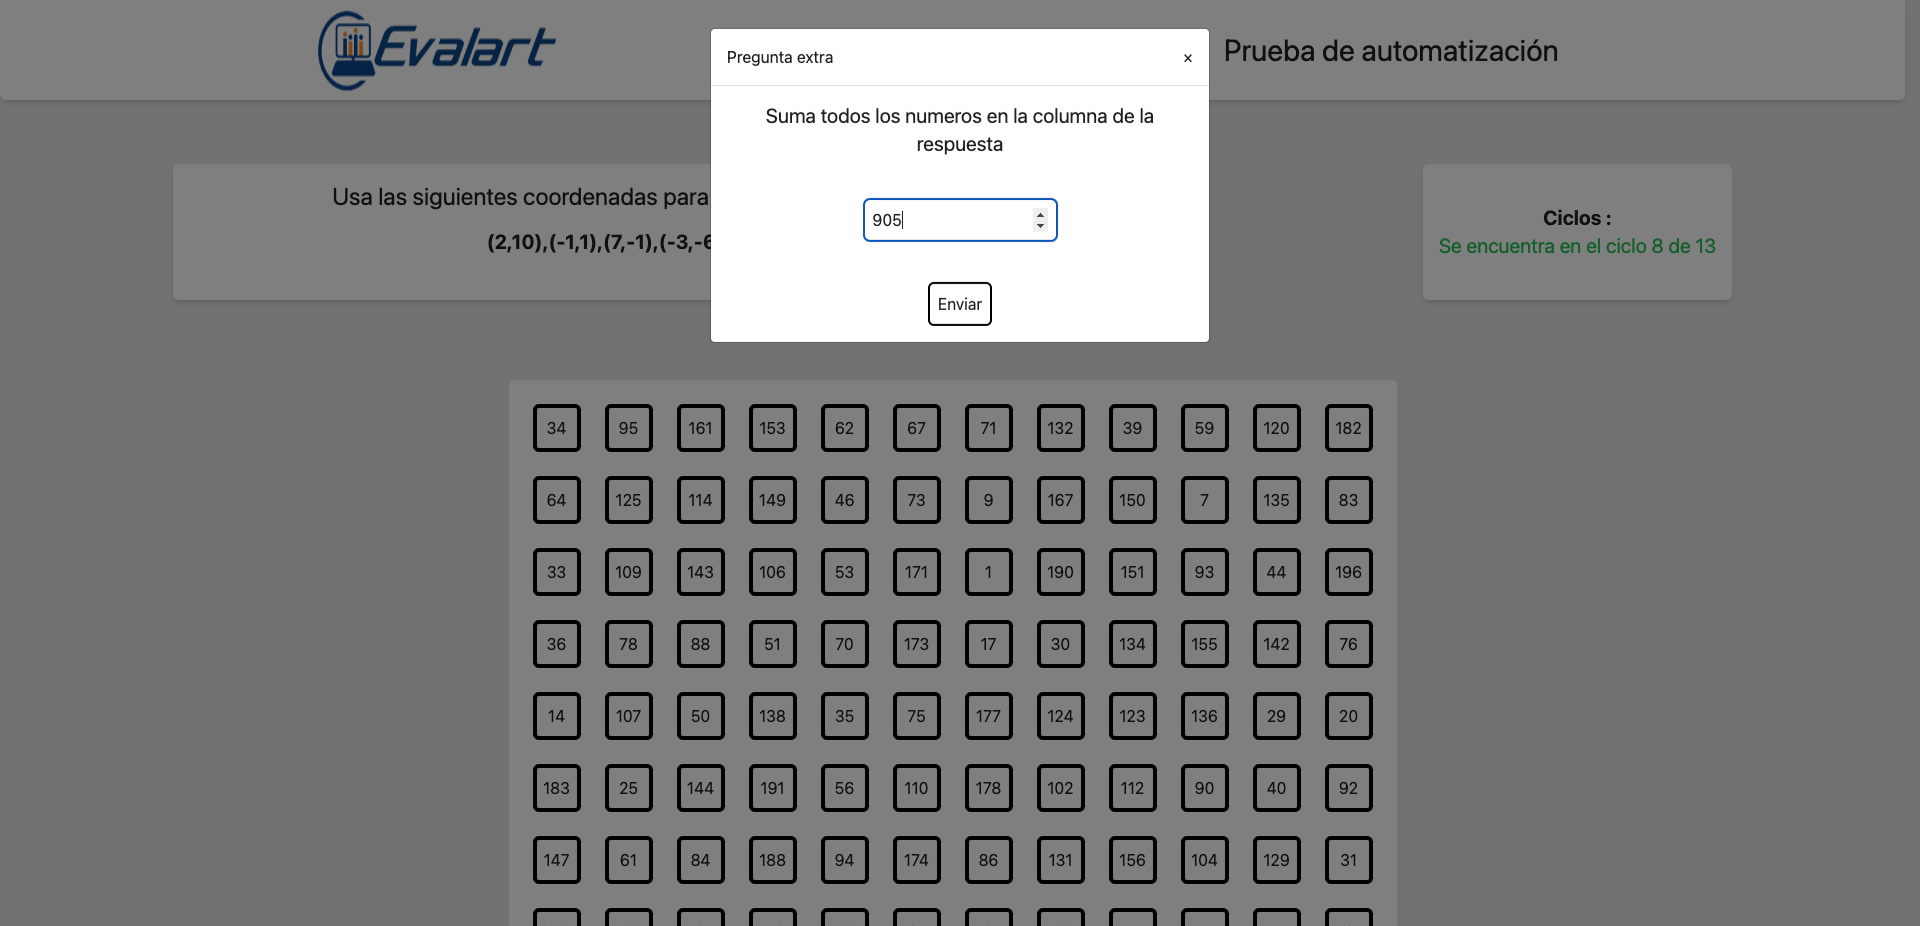 Evalart
Prueba de automatización
Pregunta extra
×
Suma todos los numeros en la columna de la
respuesta
905
Enviar
Usa las siguientes coordenadas para
(2,10),(-1,1),(7,-1),(-3,-6
Ciclos :
Se encuentra en el ciclo 8 de 13
34 95 161 153 62 67 71 132 39 59 120 182
64 125 114 149 46 73 9 167 150 7 135 83
33 109 143 106 53 171 1 190 151 93 44 196
36 78 88 51 70 173 17 30 134 155 142 76
14 107 50 138 35 75 177 124 123 136 29 20
183 25 144 191 56 110 178 102 112 90 40 92
147 61 84 188 94 174 86 131 156 104 129 31